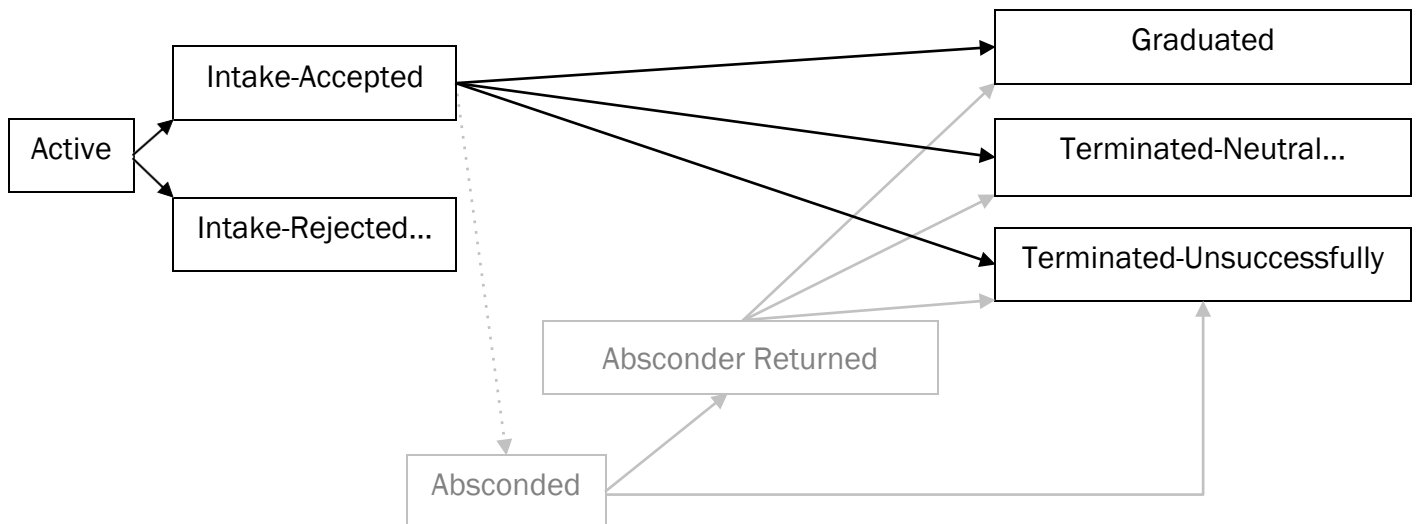 Graduated
Intake-Accepted
Active
Terminated-Neutral...
Intake-Rejected...
Terminated-Unsuccessfully
Absconder Returned
Absconded